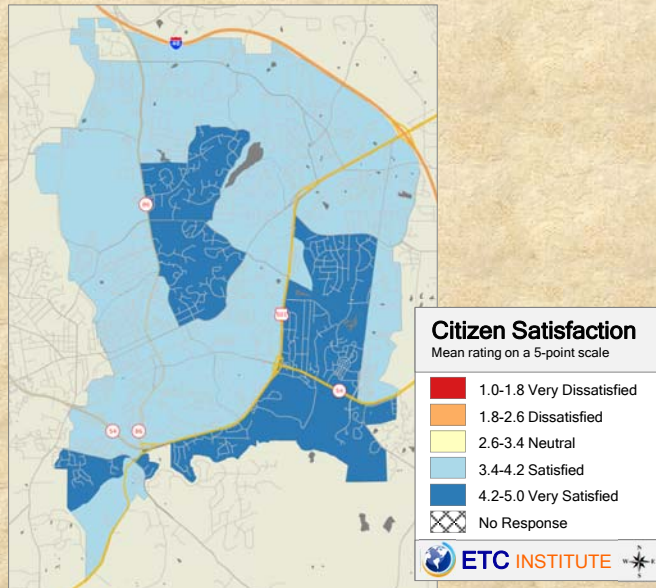 40
86
501
54
54
86
Citizen Satisfaction
Mean rating on a 5-point scale
1.0-1.8 Very Dissatisfied
1.8-2.6 Dissatisfied
2.6-3.4 Neutral
3.4-4.2 Satisfied
4.2-5.0 Very Satisfied
No Response
ETC INSTITUTE
N
W E
S